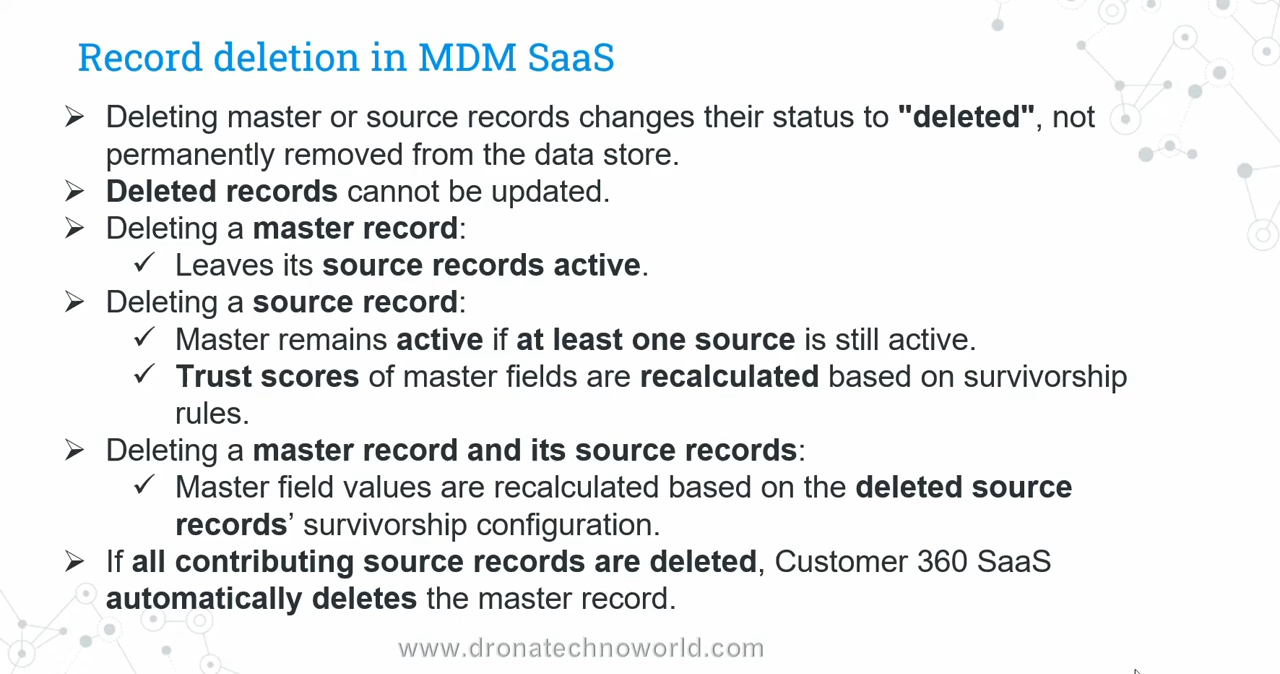 Record deletion in MDM SaaS
➢ Deleting master or source records changes their status to "deleted", not
permanently removed from the data store.
➢ Deleted records cannot be updated.
➢ Deleting a master record:
✓ Leaves its source records active.
➢ Deleting a source record:
✓ Master remains active if at least one source is still active.
✓ Trust scores of master fields are recalculated based on survivorship
rules.
➢ Deleting a master record and its source records:
✓ Master field values are recalculated based on the deleted source
records’ survivorship configuration.
➢ If all contributing source records are deleted, Customer 360 SaaS
automatically deletes the master record.
www.dronatechnoworld.com